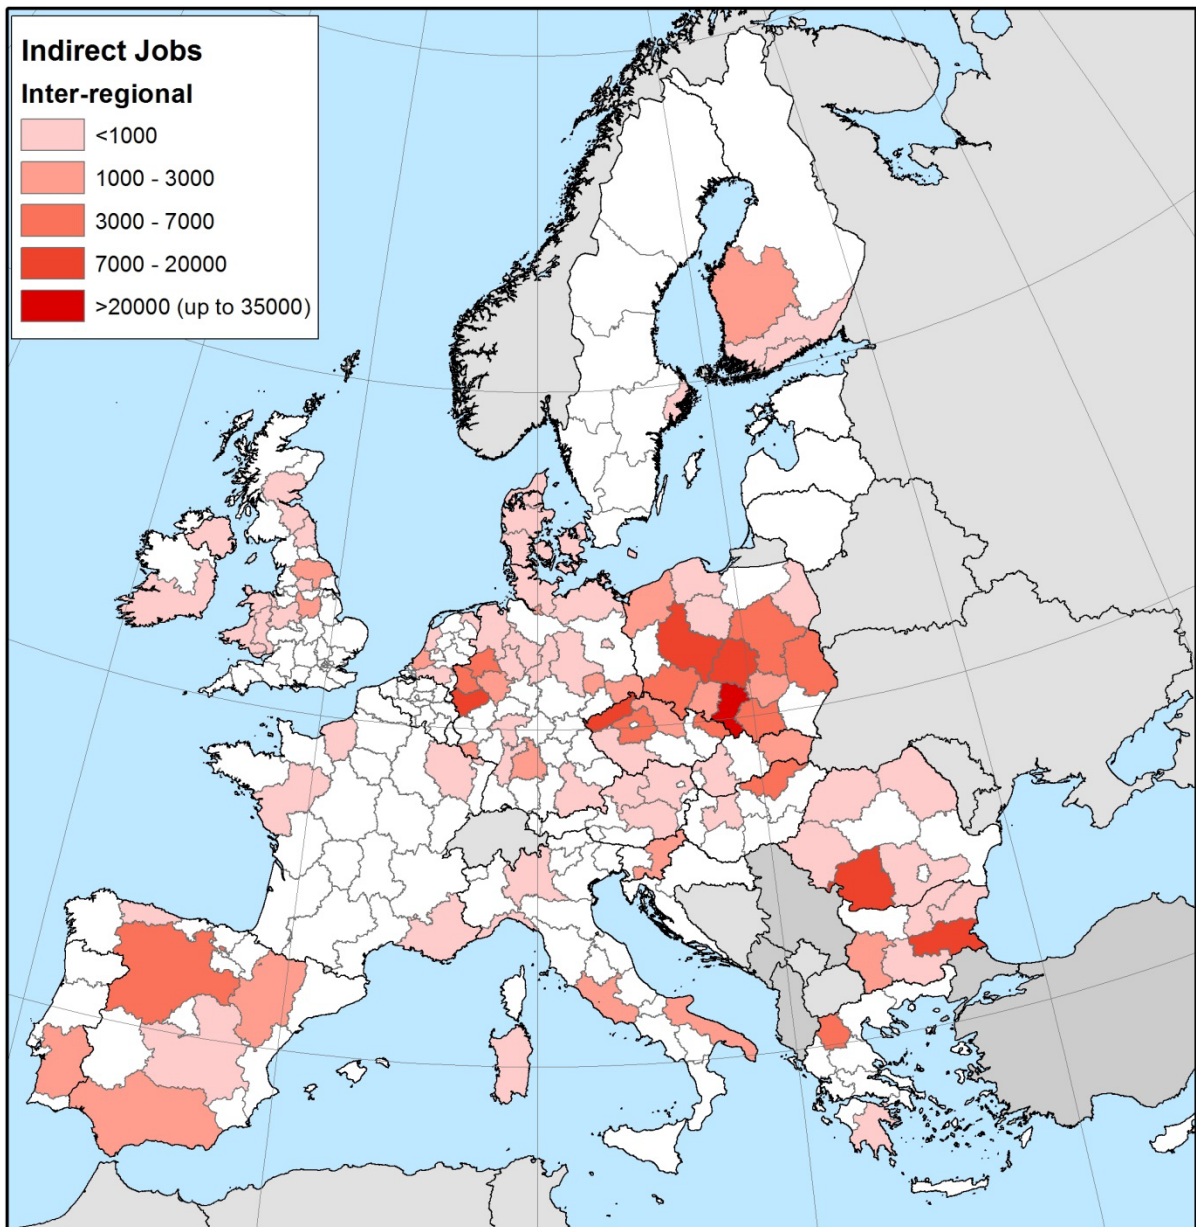 Indirect Jobs
Inter-regional
<1000
1000 - 3000
3000 - 7000
7000 - 20000
>20000 (up to 35000)